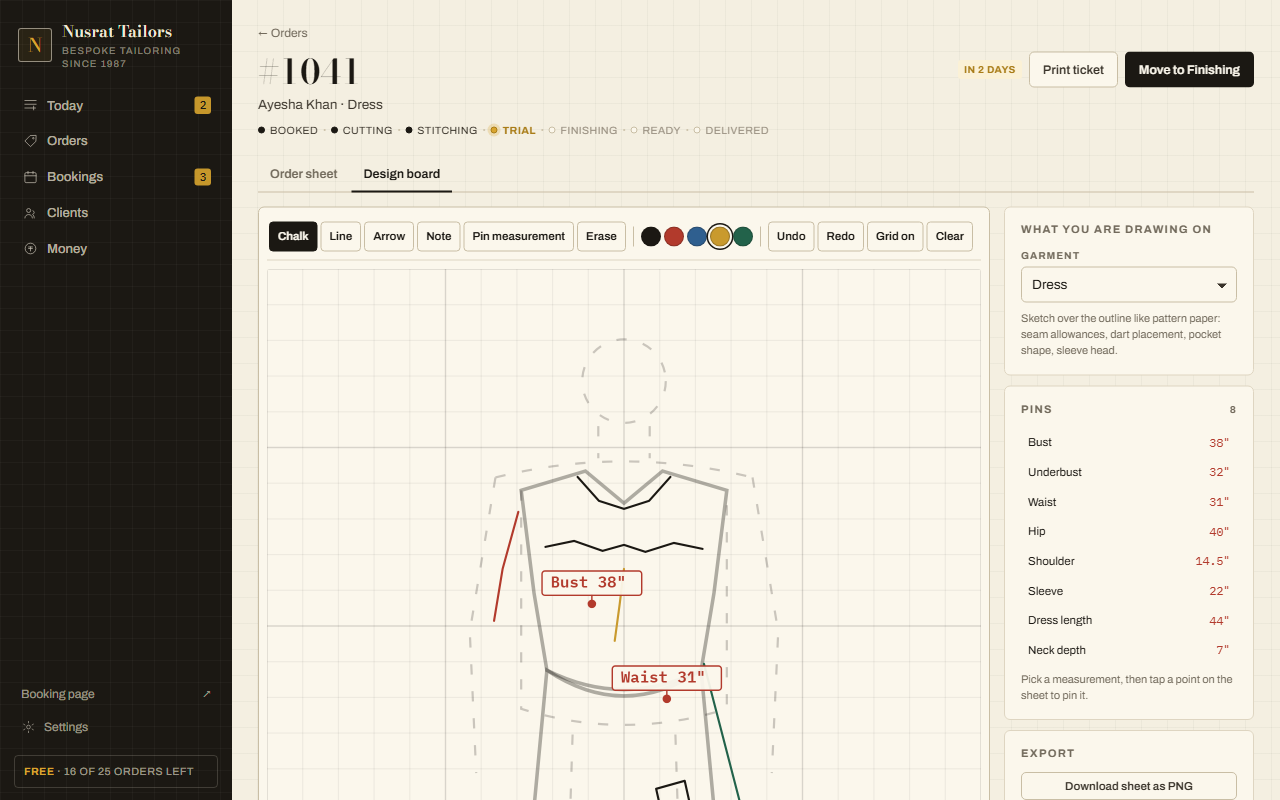 N
Nusrat Tailors
BESPOKE TAILORING
SINCE 1987
Today 2
Orders
Bookings 3
Clients
Money
Booking page ↗
Settings
FREE · 16 OF 25 ORDERS LEFT
← Orders
#1041
Ayesha Khan · Dress
IN 2 DAYS
Print ticket
Move to Finishing
BOOKED · CUTTING · STITCHING · TRIAL · FINISHING · READY · DELIVERED
Order sheet
Design board
Chalk Line Arrow Note Pin measurement Erase Undo Redo Grid on Clear
Bust 38"
Waist 31"
WHAT YOU ARE DRAWING ON
GARMENT
Dress
Sketch over the outline like pattern paper:
seam allowances, dart placement, pocket
shape, sleeve head.
PINS 8
Bust 38"
Underbust 32"
Waist 31"
Hip 40"
Shoulder 14.5"
Sleeve 22"
Dress length 44"
Neck depth 7"
Pick a measurement, then tap a point on the
sheet to pin it.
EXPORT
Download sheet as PNG